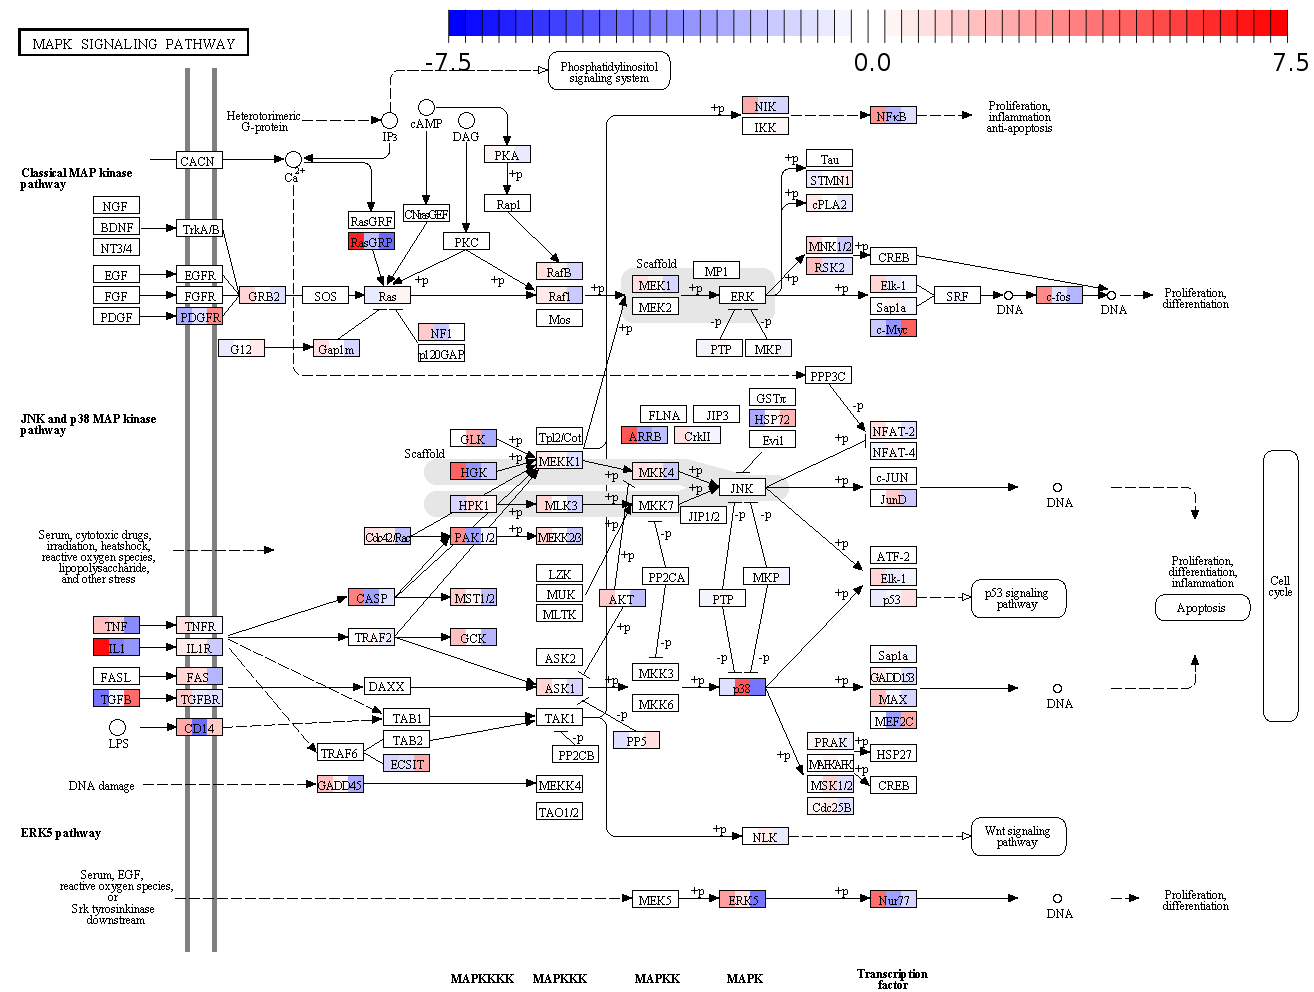 -7.5
0.0
7.5
MAPK SIGNALING PATHWAY
Phosphatidylinositol
signaling system
Heterotorimeric
G-protein
IP3
cAMP
DAG
+p
NIK
IKK
NFκB
Proliferation,
inflammation
anti-apoptosis
CACN
Ca2+
PKA
+p
Rap1
Classical MAP kinase
pathway
+p
Tau
STMN1
+p
cPLA2
NGF
BDNF
NT3/4
TrkA/B
RasGRF
RasGRP
CNrasGEF
PKC
EGF
FGF
PDGF
EGFR
FGFR
PDGFR
GRB2
SOS
Ras
+p
+p
RafB
Raf1
Mos
+p
Scaffold
MEK1
MEK2
MP1
+p
ERK
+p
MNK1/2
RSK2
+p
CREB
+p
Elk-1
Sap1a
c-Myc
SRF
DNA
c-fos
DNA
Proliferation,
differentiation
G12
Gap1m
NF1
p120GAP
+p
-p
-p
PTP
MKP
PPP3C
-p
JNK and p38 MAP kinase
pathway
GSTπ
HSP72
Evi1
FLNA
JIP3
ARRB
CrkII
Scaffold
GLK
HGK
HPK1
+p
+p
+p
+p
Tpl2/Cot
MEKK1
MLK3
MEKK2/3
+p
+p
MKK4
MKK7
+p
+p
JNK
JIP1/2
+p
NFAT-2
NFAT-4
+p
c-JUN
JunD
DNA
Cdc42/Rac
PAK1/2
Serum, cytotoxic drugs,
irradiation, heatshock,
reactive oxygen species,
lipopolysaccharide,
and other stress
LZK
MUK
MLTK
+p
-p
-p
-p
PP2CA
MKP
PTP
AKT
+p
ATF-2
Elk-1
p53
p53 signaling
pathway
Proliferation,
differentiation,
inflammation
Apoptosis
Cell
cycle
+p
CASP
MST1/2
TNF
IL1
FASL
TGFB
LPS
TNFR
IL1R
FAS
TGFBR
CD14
TRAF2
GCK
+p
-p
-p
-p
DAXX
ASK2
ASK1
+p
MKK3
MKK6
+p
p38
+p
Sap1a
GADD153
MAX
MEF2C
DNA
TAB1
TAB2
TAK1
-p
-p
PP2CB
PP5
TRAF6
ECSIT
+p
PRAK
MAPKAPK
MSK1/2
Cdc25B
+p
+p
HSP27
CREB
DNA damage
GADD45
MEKK4
TAO1/2
+p
NLK
Wnt signaling
pathway
ERK5 pathway
Serum, EGF,
reactive oxygen species,
or
Srk tyrosinkinase
downstream
MEK5
+p
ERK5
+p
Nur77
DNA
Proliferation,
differentiation
MAPKKKK
MAPKKK
MAPKK
MAPK
Transcription
factor